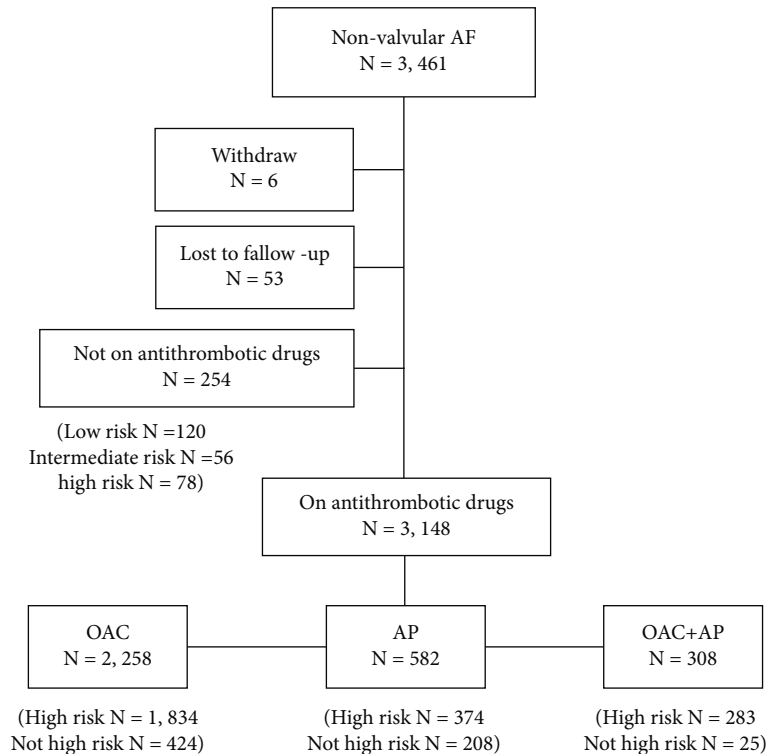 Non-valvular AF
N = 3, 461
Withdraw
N = 6
Lost to fallow -up
N = 53
Not on antithrombotic drugs
N = 254
(Low risk N =120
Intermediate risk N =56
high risk N = 78)
On antithrombotic drugs
N = 3, 148
OAC
N = 2, 258
(High risk N = 1, 834
Not high risk N = 424)
AP
N = 582
(High risk N = 374
Not high risk N = 208)
OAC+AP
N = 308
(High risk N = 283
Not high risk N = 25)